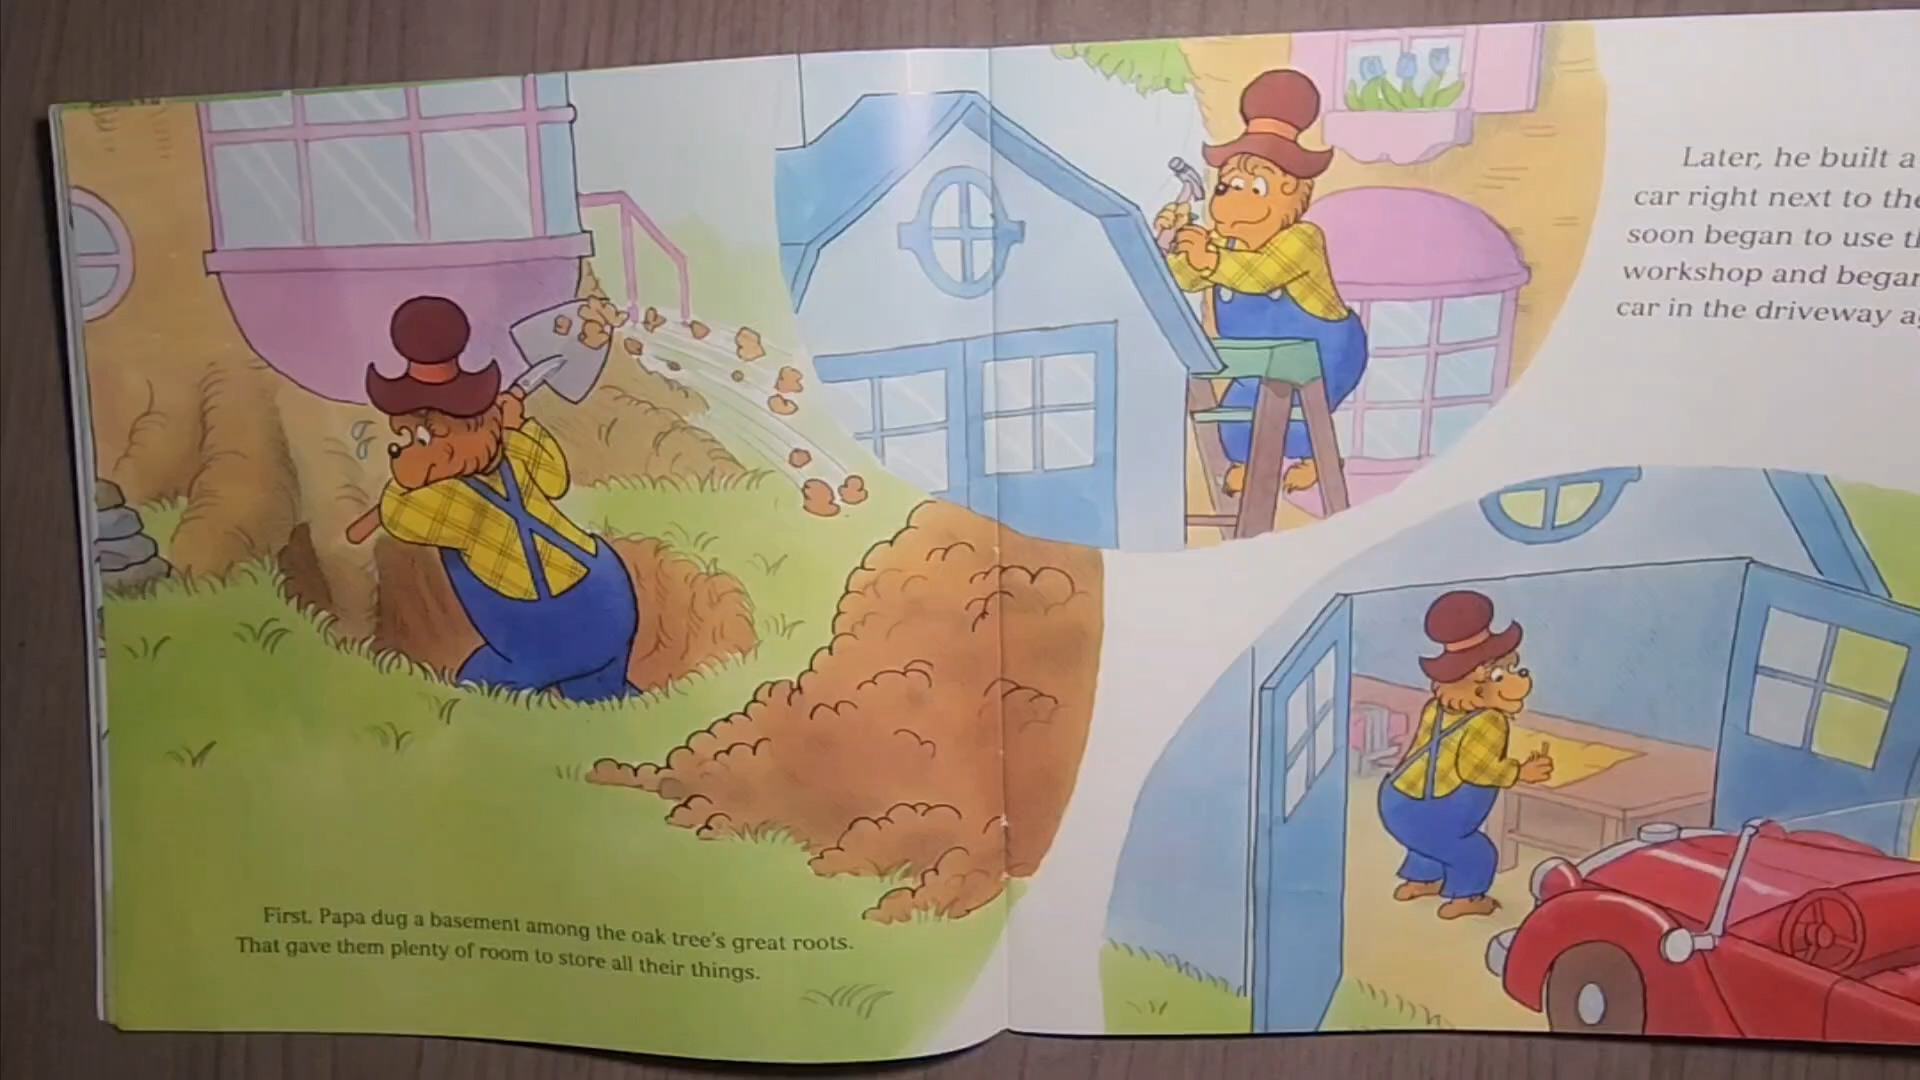 First, Papa dug a basement among the oak tree's great roots.
That gave them plenty of room to store all their things.
Later, he built a
car right next to the
soon began to use
workshop and began
car in the driveway